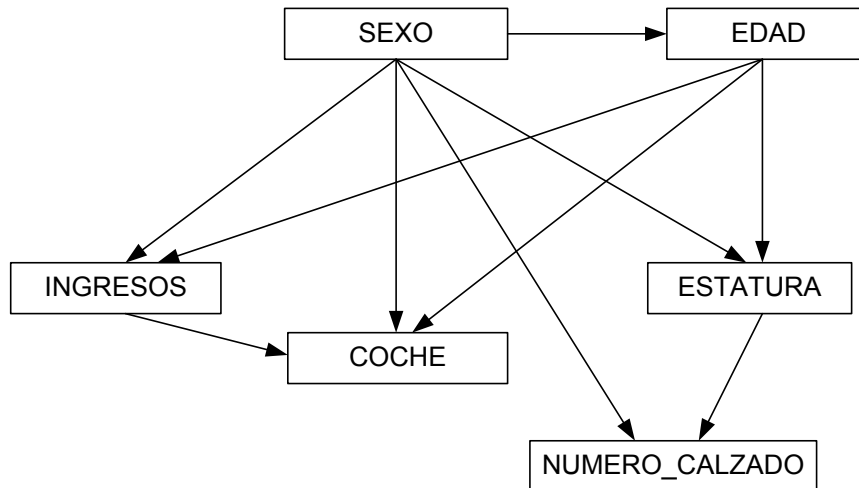 SEXO
EDAD
INGRESOS
ESTATURA
COCHE
NUMERO_CALZADO